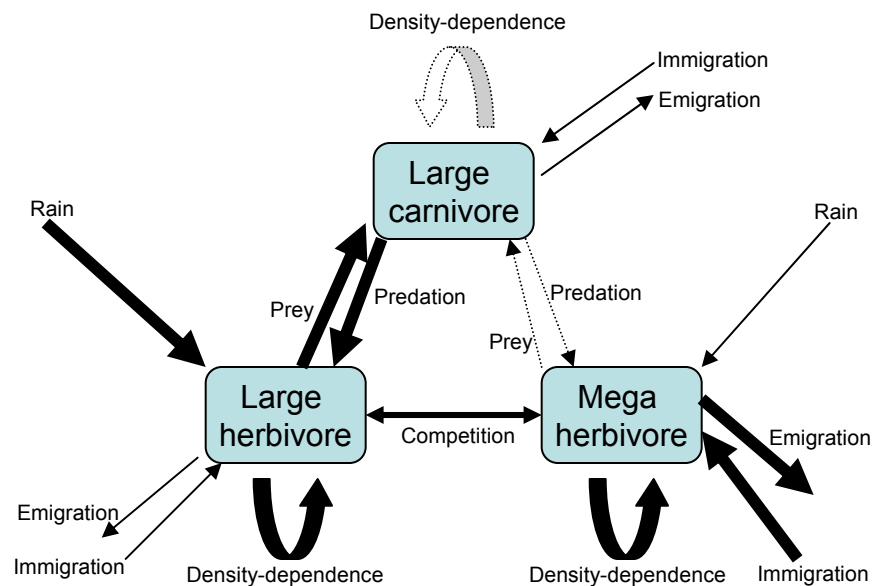 Density-dependence
Immigration
Emigration
Large
carnivore
Rain
Rain
Prey
Predation
Predation
Prey
Large
herbivore
Competition
Mega
herbivore
Emigration
Emigration
Immigration
Density-dependence
Density-dependence
Immigration